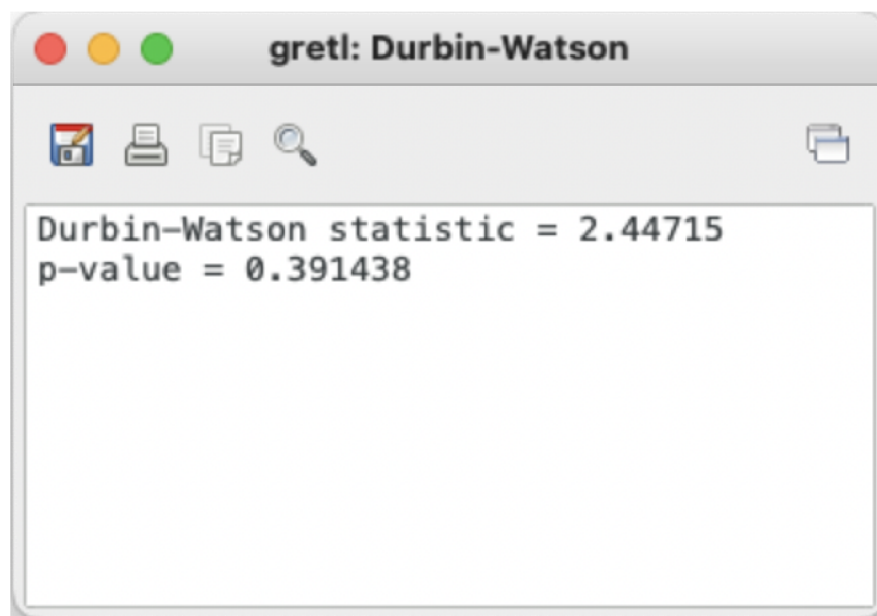 gretl: Durbin-Watson
Durbin-Watson statistic = 2.44715
p-value = 0.391438